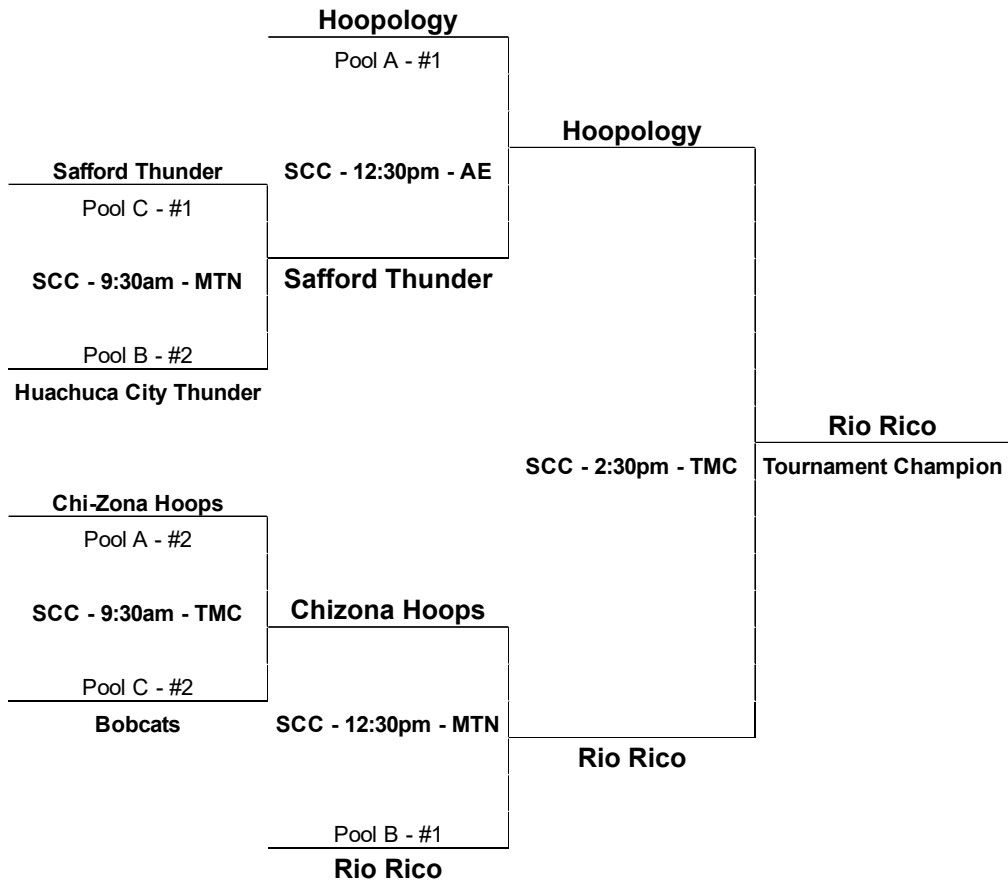 Hoopology
Pool A - #1
Hoopology
Safford Thunder
SCC - 12:30pm - AE
Pool C - #1
SCC - 9:30am - MTN
Safford Thunder
Pool B - #2
Huachuca City Thunder
Rio Rico
SCC - 2:30pm - TMC
Tournament Champion
Chi-Zona Hoops
Pool A - #2
SCC - 9:30am - TMC
Chizona Hoops
Pool C - #2
Bobcats
SCC - 12:30pm - MTN
Rio Rico
Pool B - #1
Rio Rico